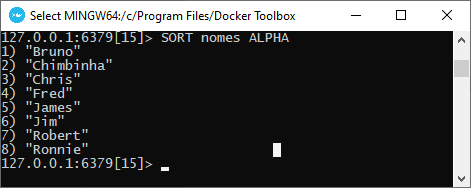 Select MINGW64:/c/Program Files/Docker Toolbox
127.0.0.1:6379[15]> SORT nomes ALPHA
1) "Bruno"
2) "Chimbinha"
3) "Chris"
4) "Fred"
5) "James"
6) "Jim"
7) "Robert"
8) "Ronnie"
127.0.0.1:6379[15]>